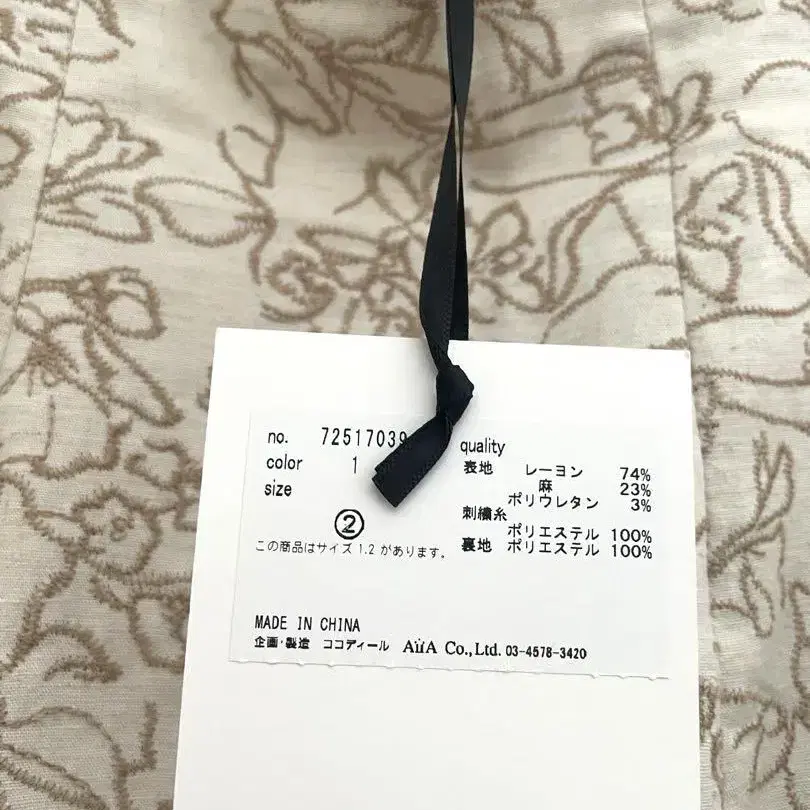 no. 72517039
color 1
size
②
この商品はサイズ 1.2 があります。
quality
表地 レーヨン 74%
麻 23%
ポリウレタン 3%
刺繍糸
ポリエステル 100%
裏地 ポリエステル 100%
MADE IN CHINA
企画・製造 ココディール AïïA Co.,Ltd. 03-4578-3420